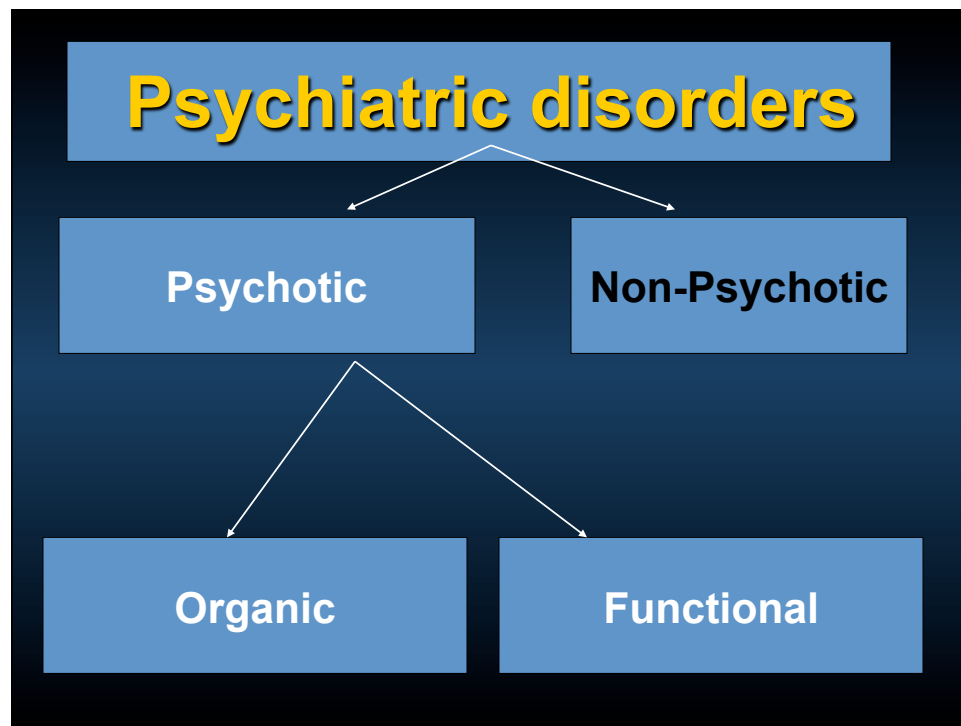 Psychiatric disorders
Psychotic
Non-Psychotic
Organic
Functional